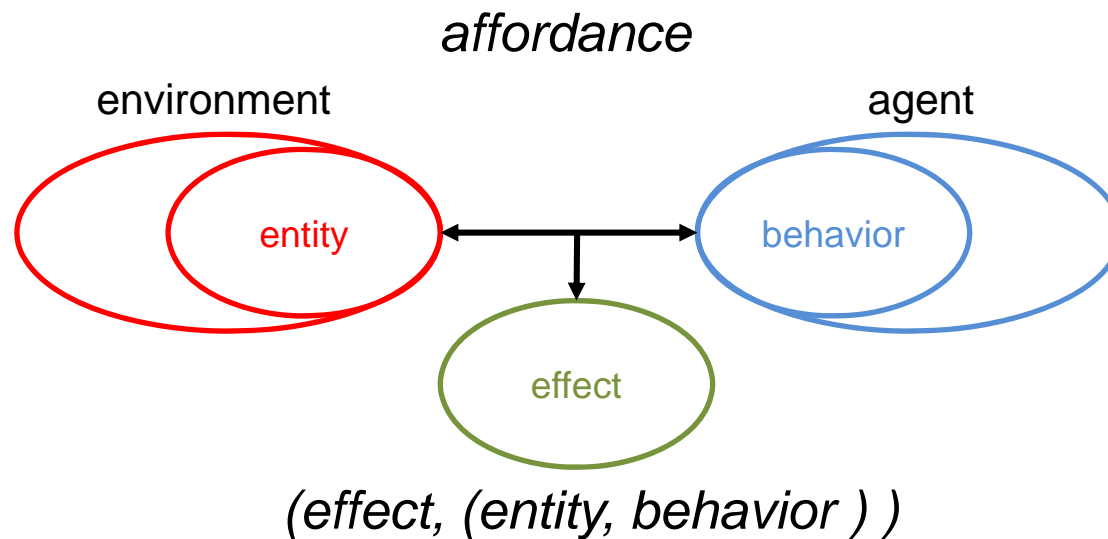 affordance
environment agent
entity behavior
effect
(effect, (entity, behavior ) )